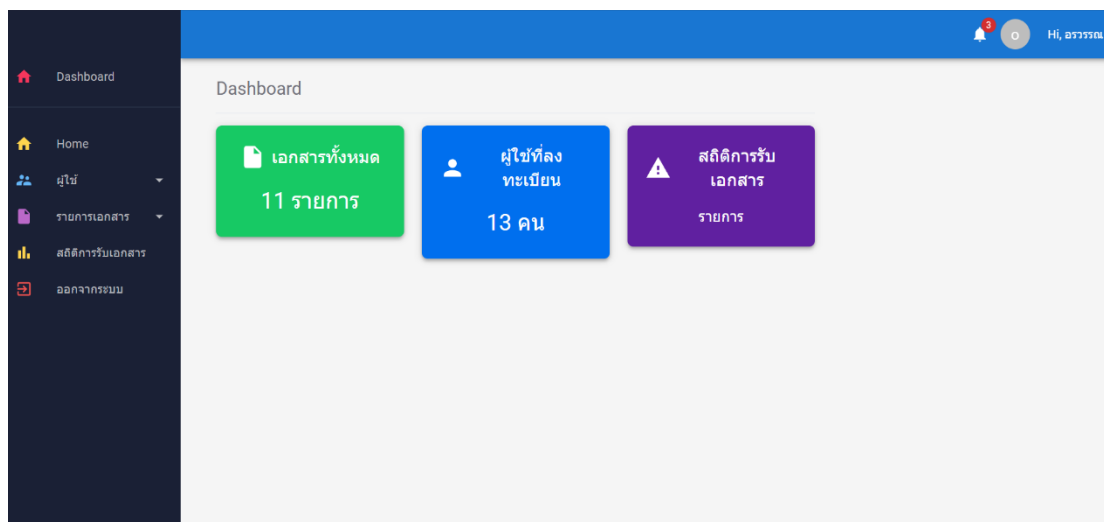 3
o
Hi, อรวรรณ
Dashboard
Home
ผู้ใช้
รายการเอกสาร
สถิติการรับเอกสาร
ออกจากระบบ
Dashboard
เอกสารทั้งหมด
11 รายการ
ผู้ใช้ที่ลง
ทะเบียน
13 คน
สถิติการรับ
เอกสาร
รายการ